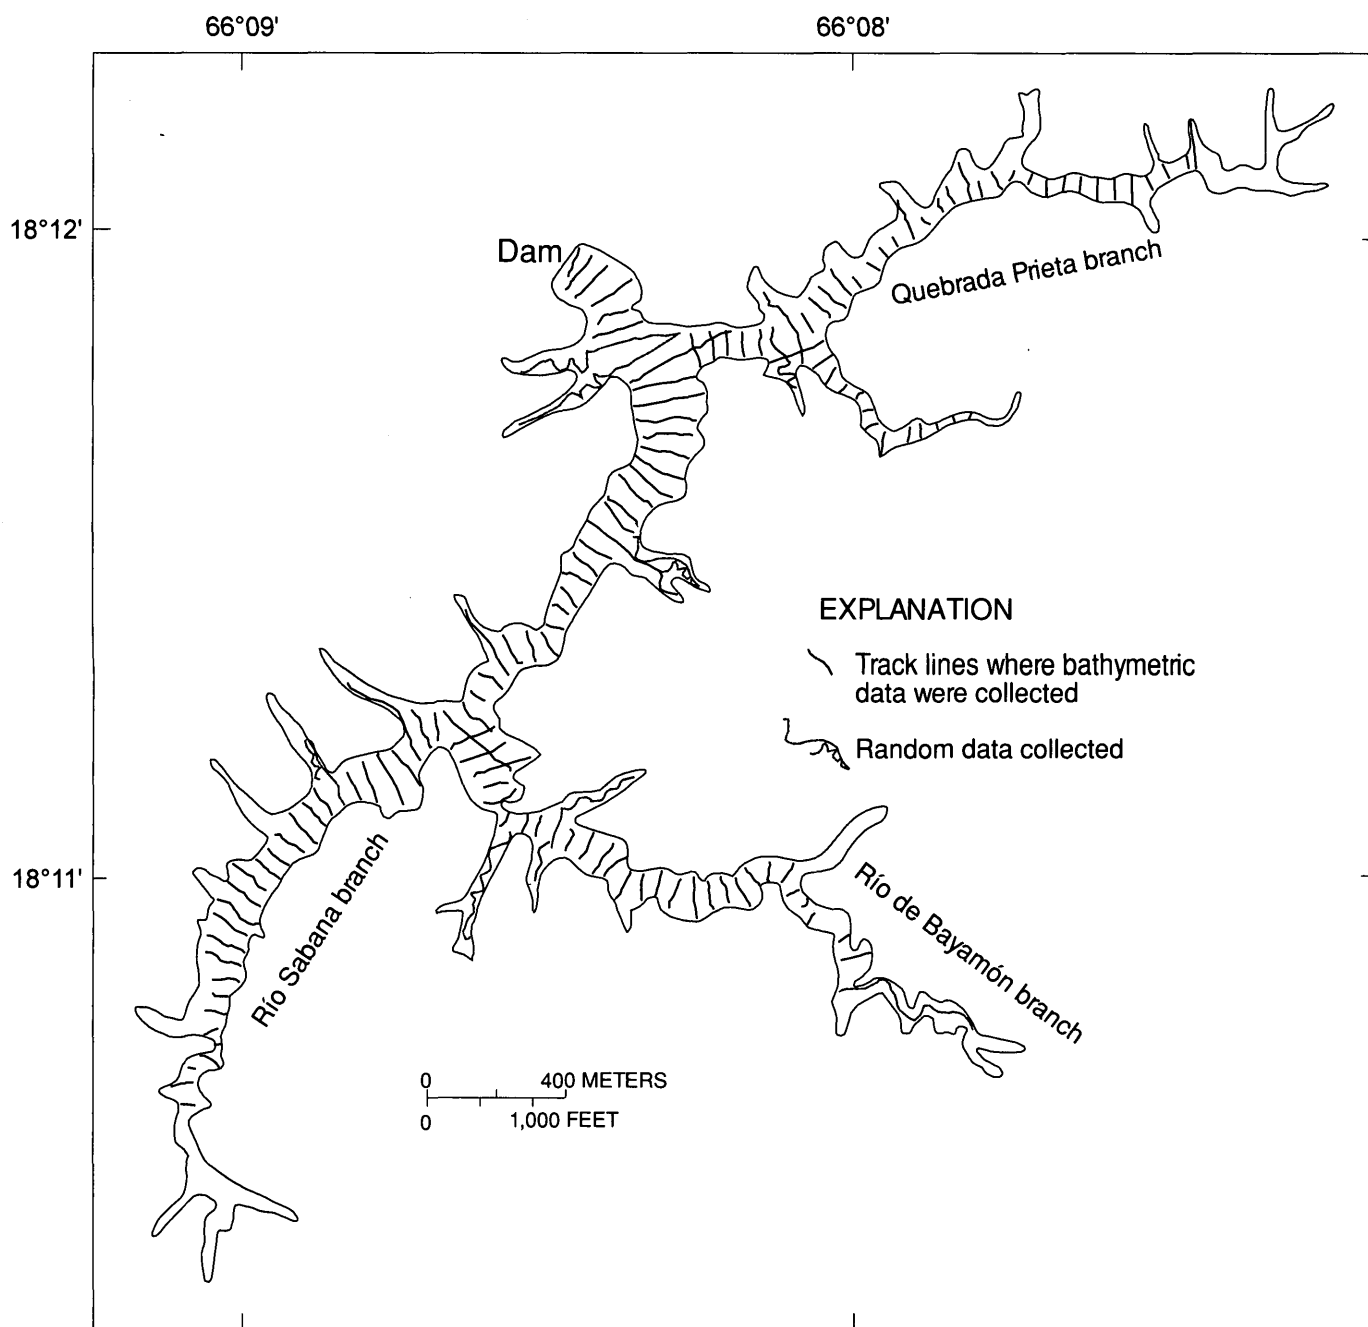 66°09'
66°08'
18°12'
Dam
Quebrada Prieta branch
EXPLANATION
Track lines where bathymetric
data were collected
Random data collected
18°11'
Río Sabana branch
Río de Bayamón branch
0 400 METERS
0 1,000 FEET